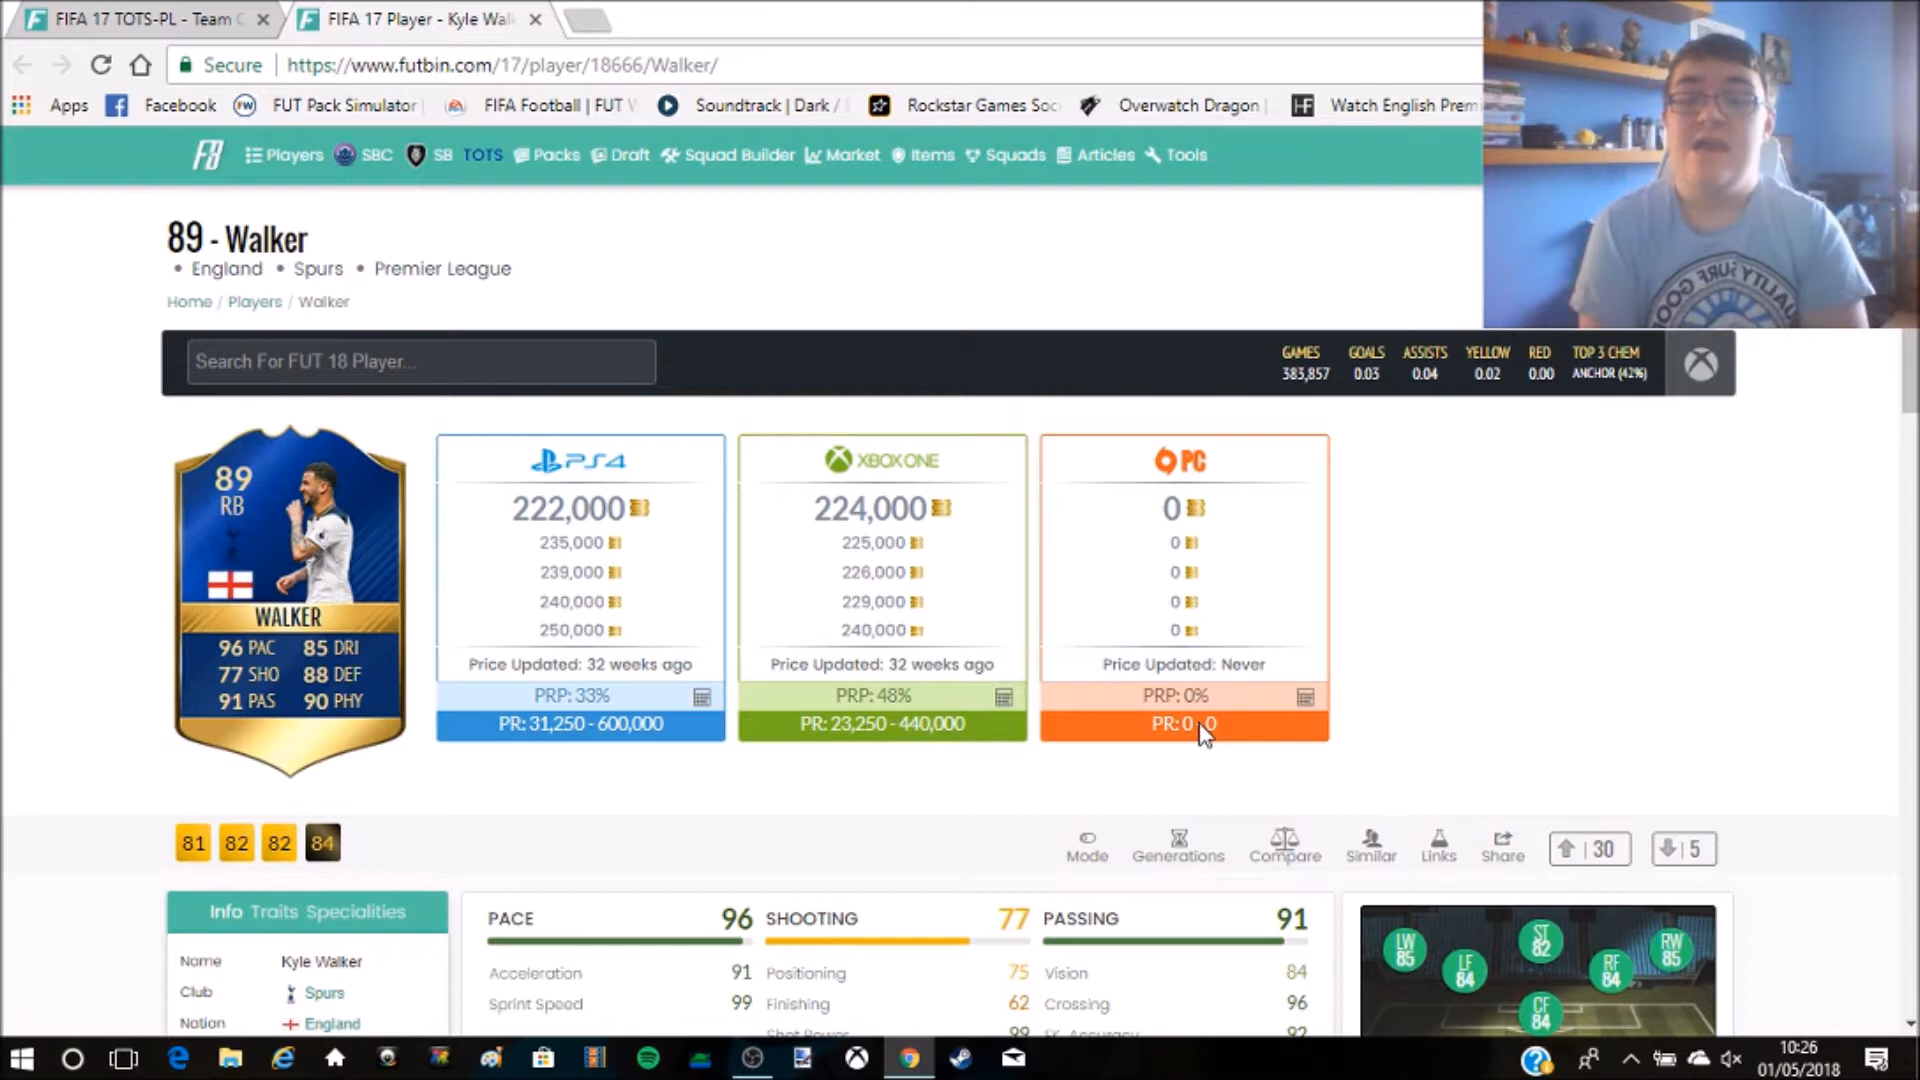 FIFA 17 TOTS-PL - Team
FIFA 17 Player - Kyle Wal
Secure
https://www.futbin.com/17/player/18666/Walker/
Apps
Facebook
FUT Pack Simulator
FIFA Football | FUT
Soundtrack | Dark /
Rockstar Games Soc
Overwatch Dragon
HF
Watch English Prem
Players
SBC
SB
TOTS
Packs
Draft
Squad Builder
Market
Items
Squads
Articles
Tools
89 - Walker
England • Spurs • Premier League
Home / Players / Walker
Search For FUT 18 Player...
GAMES GOALS ASSISTS YELLOW RED TOP 3 CHEM
383,857 0.03 0.04 0.02 0.00 ANCHOR (42%)
89
RB
WALKER
96 PAC 85 DRI
77 SHO 88 DEF
91 PAS 90 PHY
PS4
222,000
235,000
239,000
240,000
250,000
Price Updated: 32 weeks ago
PRP: 33%
PR: 31,250 - 600,000
XBOX ONE
224,000
225,000
226,000
229,000
240,000
Price Updated: 32 weeks ago
PRP: 48%
PR: 23,250 - 440,000
PC
0
0
0
0
0
Price Updated: Never
PRP: 0%
PR: 0 - 0
81 82 82 84
Mode
Generations
Compare
Similar
Links
Share
30
5
Info Traits Specialities
Name Kyle Walker
Club Spurs
Nation England
PACE 96
Acceleration 91
Sprint Speed 99
SHOOTING 77
Positioning 75
Finishing 62
Shot Power 99
PASSING 91
Vision 84
Crossing 96
FK Accuracy 92
LW
85
LF
84
ST
82
RF
84
RW
85
CF
84
10:26
01/05/2018